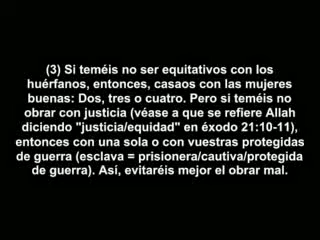 (3) Si teméis no ser equitativos con los
huérfanos, entonces, casaos con las mujeres
buenas: Dos, tres o cuatro. Pero si teméis no
obrar con justicia (véase a que se refiere Allah
diciendo "justicia/equidad" en éxodo 21:10-11),
entonces con una sola o con vuestras protegidas
de guerra (esclava = prisionera/cautiva/protegida
de guerra). Así, evitaréis mejor el obrar mal.